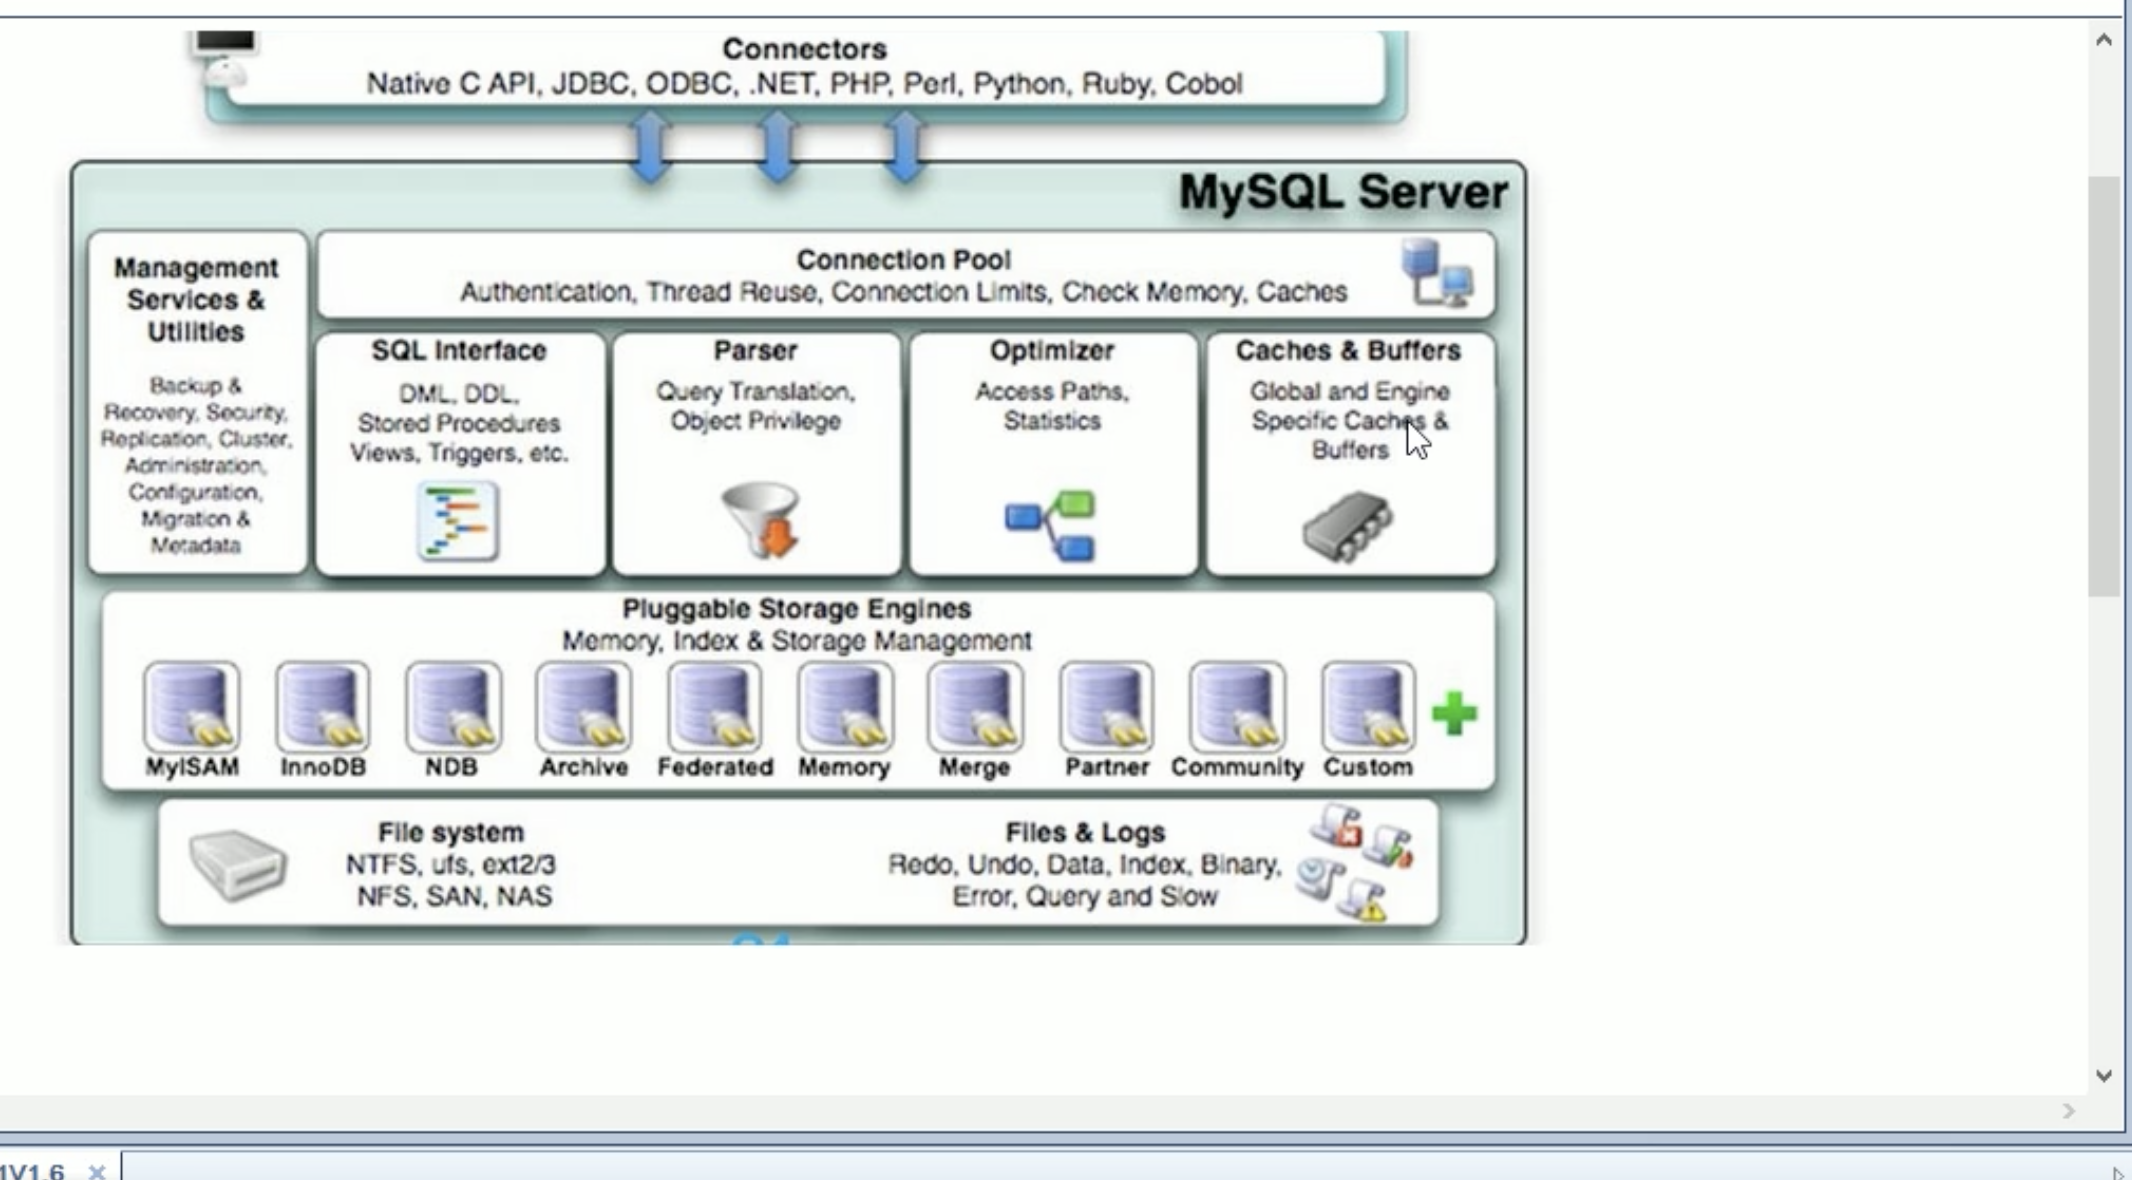 Connectors
Native C API, JDBC, ODBC, .NET, PHP, Perl, Python, Ruby, Cobol
MySQL Server
Management
Services &
Utilities
Backup &
Recovery, Security,
Replication, Cluster,
Administration,
Configuration,
Migration &
Metadata
Connection Pool
Authentication, Thread Reuse, Connection Limits, Check Memory, Caches
SQL Interface
DML, DDL,
Stored Procedures
Views, Triggers, etc.
Parser
Query Translation,
Object Privilege
Optimizer
Access Paths,
Statistics
Caches & Buffers
Global and Engine
Specific Caches &
Buffers
Pluggable Storage Engines
Memory, Index & Storage Management
MyISAM InnoDB NDB Archive Federated Memory Merge Partner Community Custom
File system
NTFS, ufs, ext2/3
NFS, SAN, NAS
Files & Logs
Redo, Undo, Data, Index, Binary,
Error, Query and Slow
V1.6